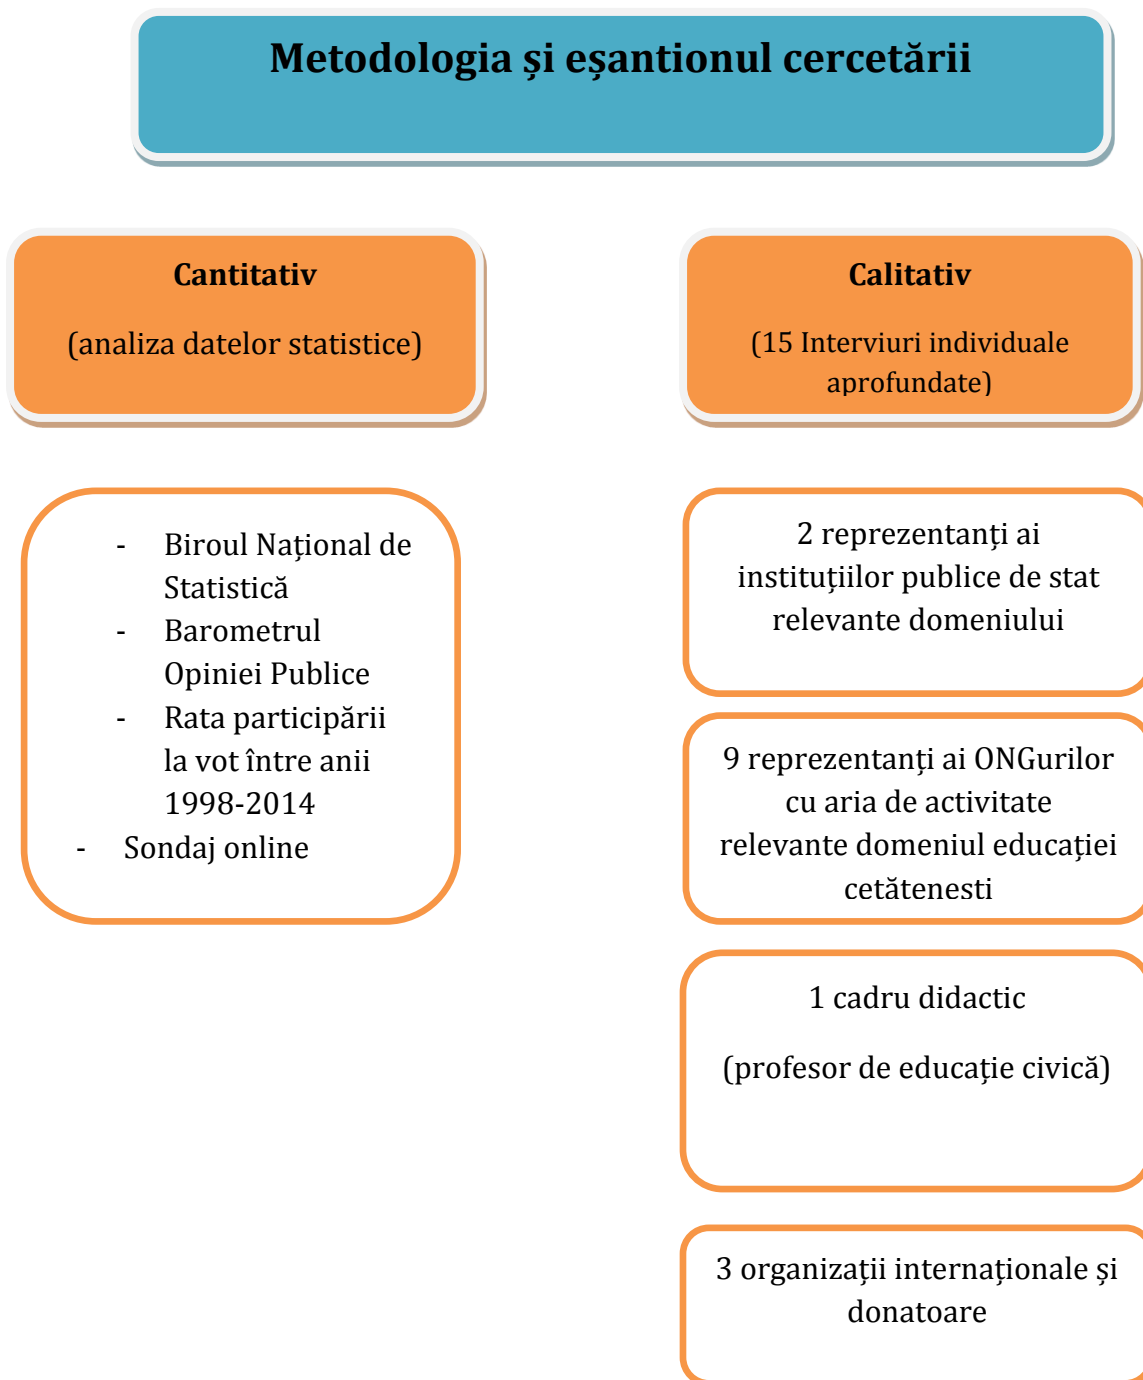 Metodologia și eșantionul cercetării
Cantitativ
(analiza datelor statistice)
Calitativ
(15 Interviuri individuale
aprofundate)
- Biroul Național de
Statistică
- Barometrul
Opiniei Publice
- Rata participării
la vot între anii
1998-2014
- Sondaj online
2 reprezentanți ai
instituțiilor publice de stat
relevante domeniului
9 reprezentanți ai ONGurilor
cu aria de activitate
relevante domeniul educației
cetătenesti
1 cadru didactic
(profesor de educație civică)
3 organizații internaționale și
donatoare